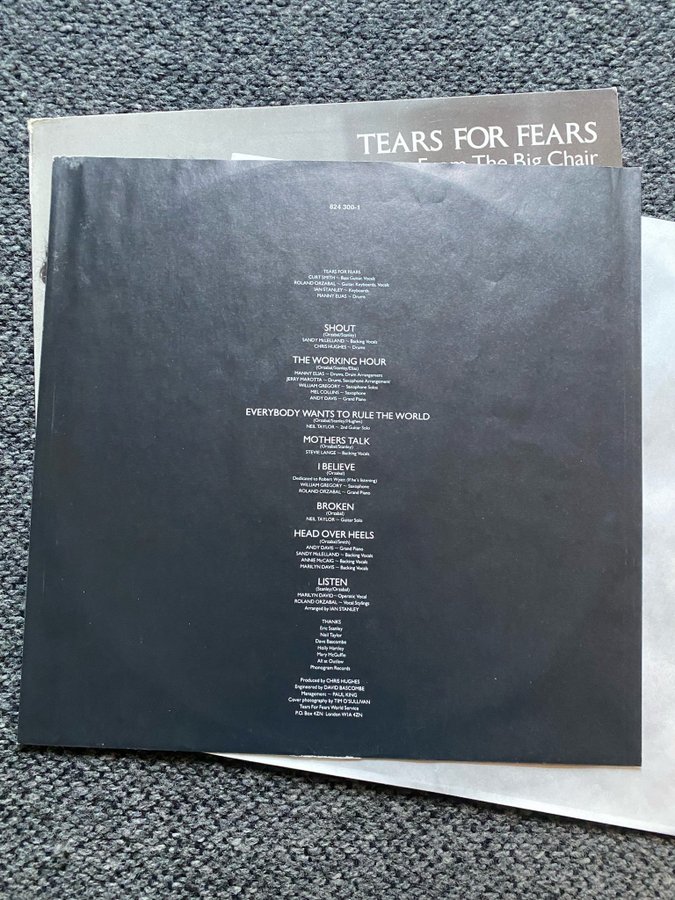 TEARS FOR FEARS
From The Big Chair
824 300-1
TEARS FOR FEARS
CURT SMITH ~ Bass Guitar, Vocals
ROLAND ORZABAL ~ Guitar, Keyboards, Vocals
IAN STANLEY ~ Keyboards
MANNY ELIAS ~ Drums
SHOUT
(Orzabal/Stanley)
SANDY McLELLAND ~ Backing Vocals
CHRIS HUGHES ~ Drums
THE WORKING HOUR
(Orzabal/Stanley/Elias)
MANNY ELIAS ~ Drums, Drum Arrangement
JERRY MAROTTA ~ Drums, Saxophone Arrangement
WILLIAM GREGORY ~ Saxophone Solos
MEL COLLINS ~ Saxophone
ANDY DAVIS ~ Grand Piano
EVERYBODY WANTS TO RULE THE WORLD
(Orzabal/Stanley/Hughes)
NEIL TAYLOR ~ 2nd Guitar Solo
MOTHERS TALK
(Orzabal/Stanley)
STEVIE LANGE ~ Backing Vocals
I BELIEVE
(Orzabal)
Dedicated to Robert Wyatt (if he's listening)
WILLIAM GREGORY ~ Saxophone
ROLAND ORZABAL ~ Grand Piano
BROKEN
(Orzabal)
NEIL TAYLOR ~ Guitar Solo
HEAD OVER HEELS
(Orzabal/Smith)
ANDY DAVIS ~ Grand Piano
SANDY McLELLAND ~ Backing Vocals
ANNIE McCAIG ~ Backing Vocals
MARILYN DAVIS ~ Backing Vocals
LISTEN
(Stanley/Orzabal)
MARILYN DAVID ~ Operatic Vocal
ROLAND ORZABAL ~ Vocal Stylings
Arranged by IAN STANLEY
THANKS
Eric Stanley
Neil Taylor
Dave Bascombe
Holly Hartley
Mary McGuffie
All at Outlaw
Phonogram Records
Produced by CHRIS HUGHES
Engineered by DAVID BASCOMBE
Management ~ PAUL KING
Cover photography by TIM O'SULLIVAN
Tears For Fears World Service
P.O. Box 4ZN London W1A 4ZN